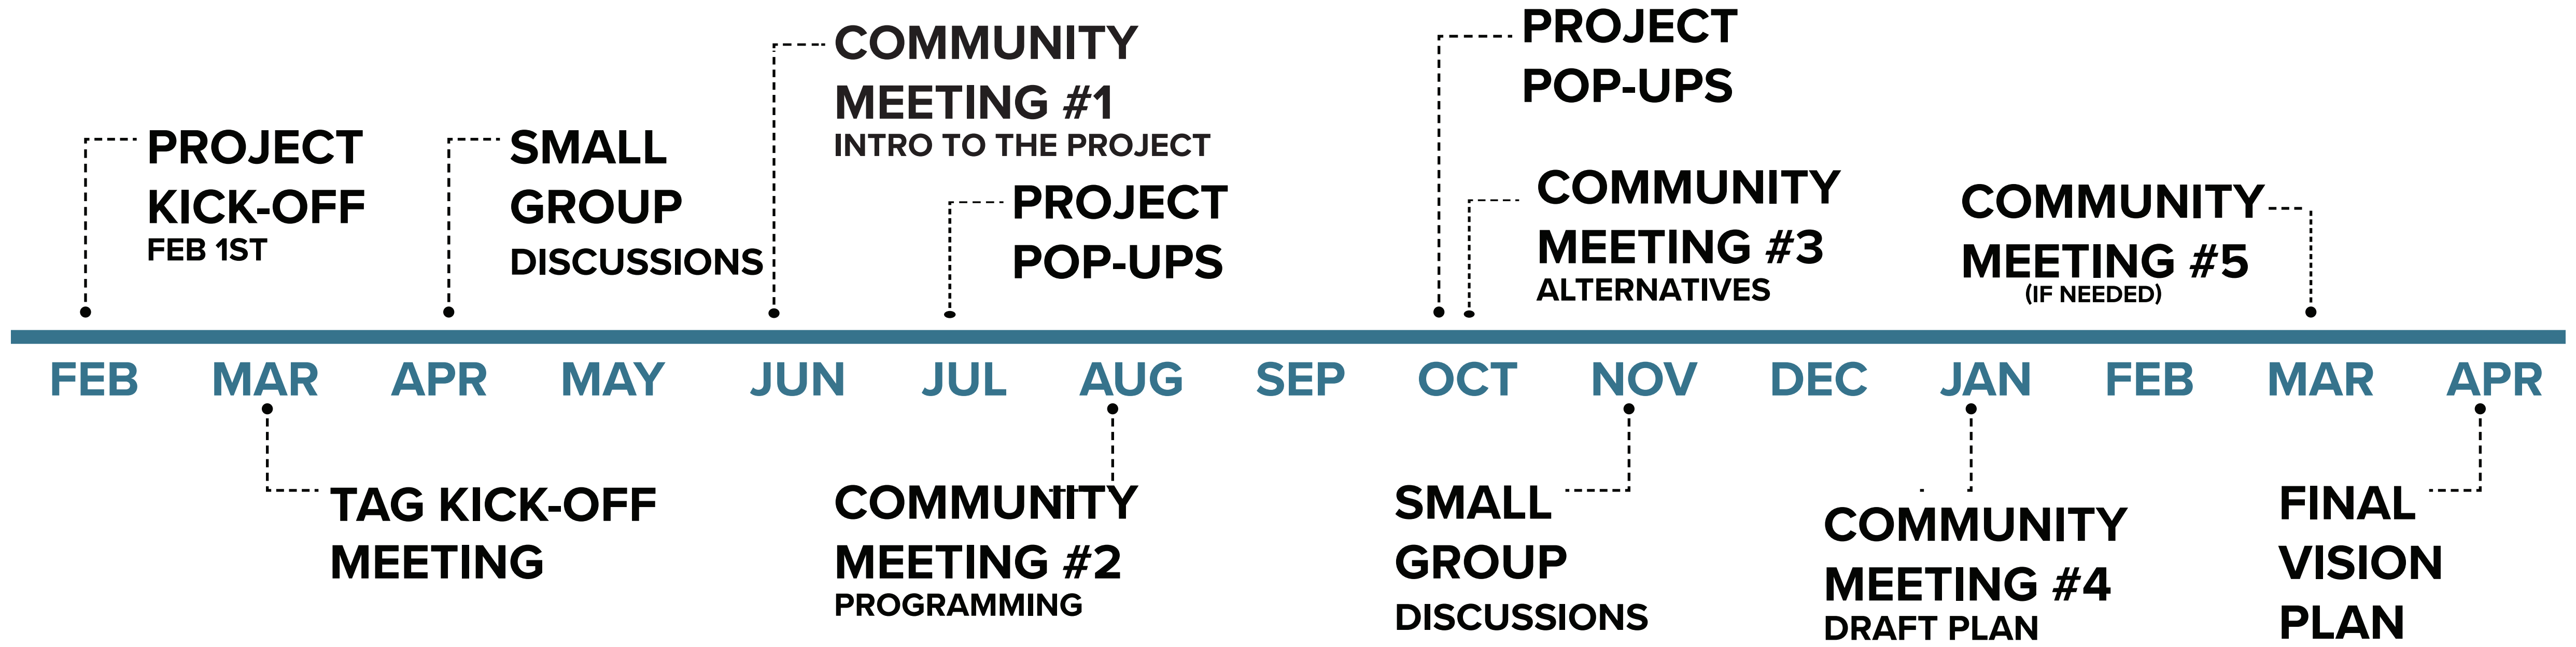 PROJECT
KICK-OFF
FEB 1ST
SMALL
GROUP
DISCUSSIONS
COMMUNITY
MEETING #1
INTRO TO THE PROJECT
PROJECT
POP-UPS
PROJECT
POP-UPS
COMMUNITY
MEETING #3
ALTERNATIVES
COMMUNITY
MEETING #5
(IF NEEDED)
FEB MAR APR MAY JUN JUL AUG SEP OCT NOV DEC JAN FEB MAR APR
TAG KICK-OFF
MEETING
COMMUNITY
MEETING #2
PROGRAMMING
SMALL
GROUP
DISCUSSIONS
COMMUNITY
MEETING #4
DRAFT PLAN
FINAL
VISION
PLAN